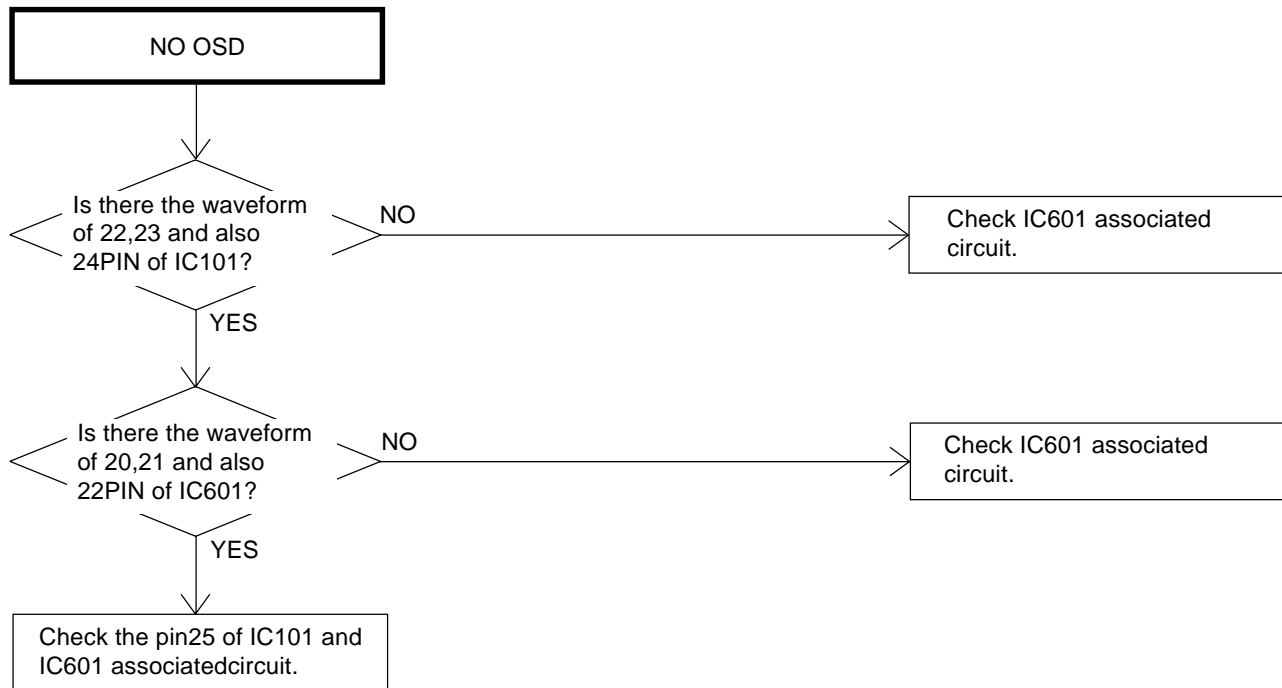 NO OSD
Is there the waveform
of 22,23 and also
24PIN of IC101?
NO
Check IC601 associated
circuit.
YES
Is there the waveform
of 20,21 and also
22PIN of IC601?
NO
Check IC601 associated
circuit.
YES
Check the pin25 of IC101 and
IC601 associatedcircuit.